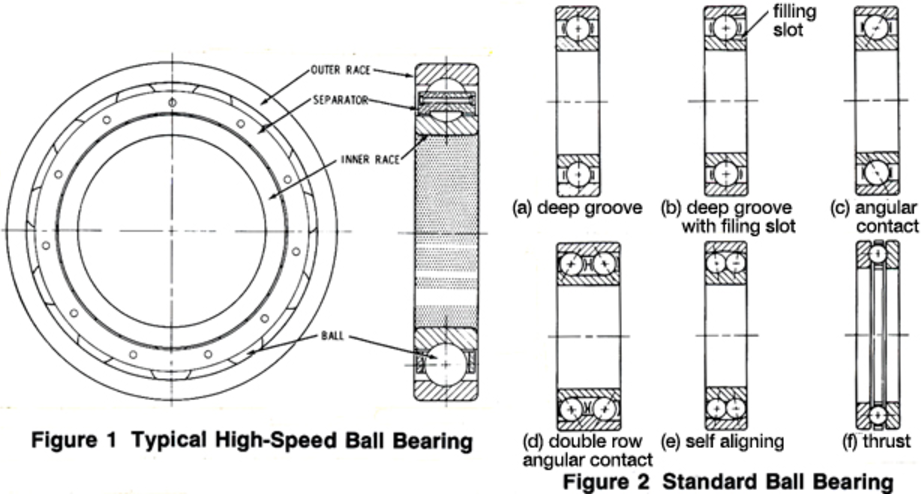 OUTER RACE
SEPARATOR
INNER RACE
BALL
Figure 1 Typical High-Speed Ball Bearing
filling
slot
(a) deep groove
(b) deep groove
with filing slot
(c) angular
contact
(d) double row
angular contact
(e) self aligning
(f) thrust
Figure 2 Standard Ball Bearing